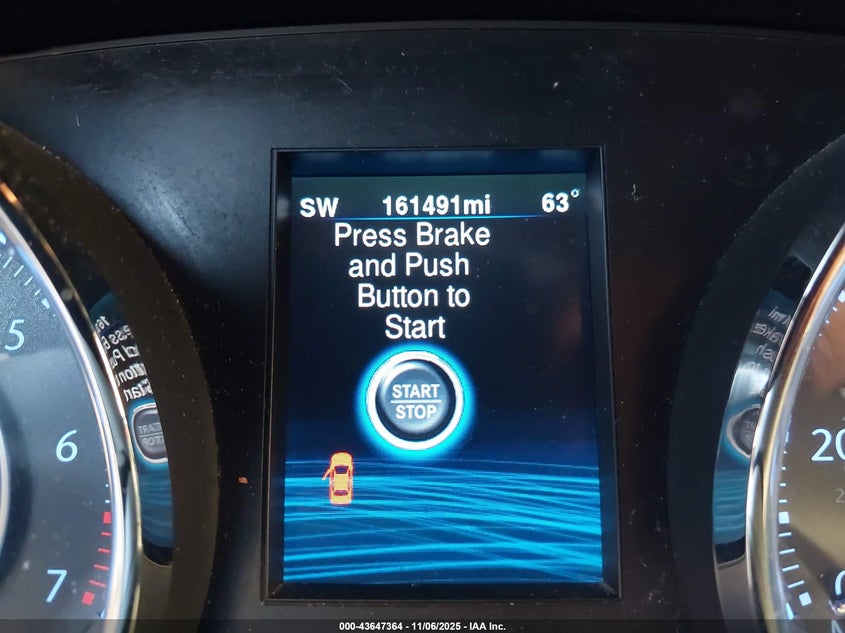 SW 161491mi 63°
Press Brake
and Push
Button to
Start
START
STOP
5
6
7
20
0
000-43647364 - 11/06/2025 - IAA Inc.